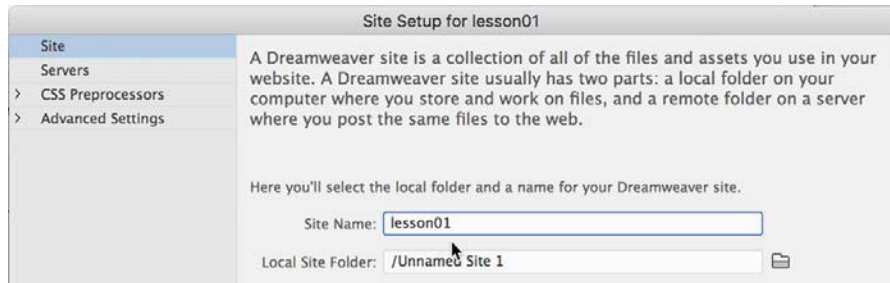 Site Setup for lesson01
Site
Servers
CSS Preprocessors
Advanced Settings
A Dreamweaver site is a collection of all of the files and assets you use in your
website. A Dreamweaver site usually has two parts: a local folder on your
computer where you store and work on files, and a remote folder on a server
where you post the same files to the web.
Here you'll select the local folder and a name for your Dreamweaver site.
Site Name: lesson01
Local Site Folder: /Unnamed Site 1